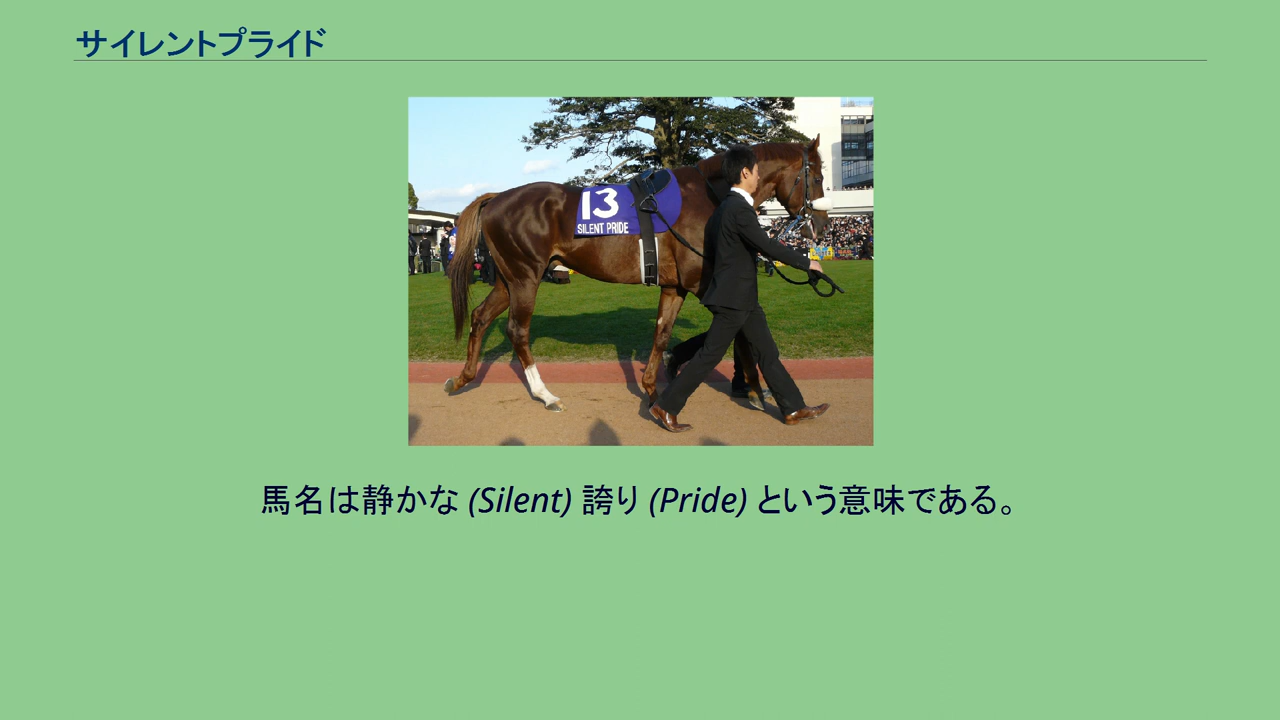 サイレントプライド
13
SILENT PRIDE
馬名は静かな (Silent) 誇り (Pride) という意味である。